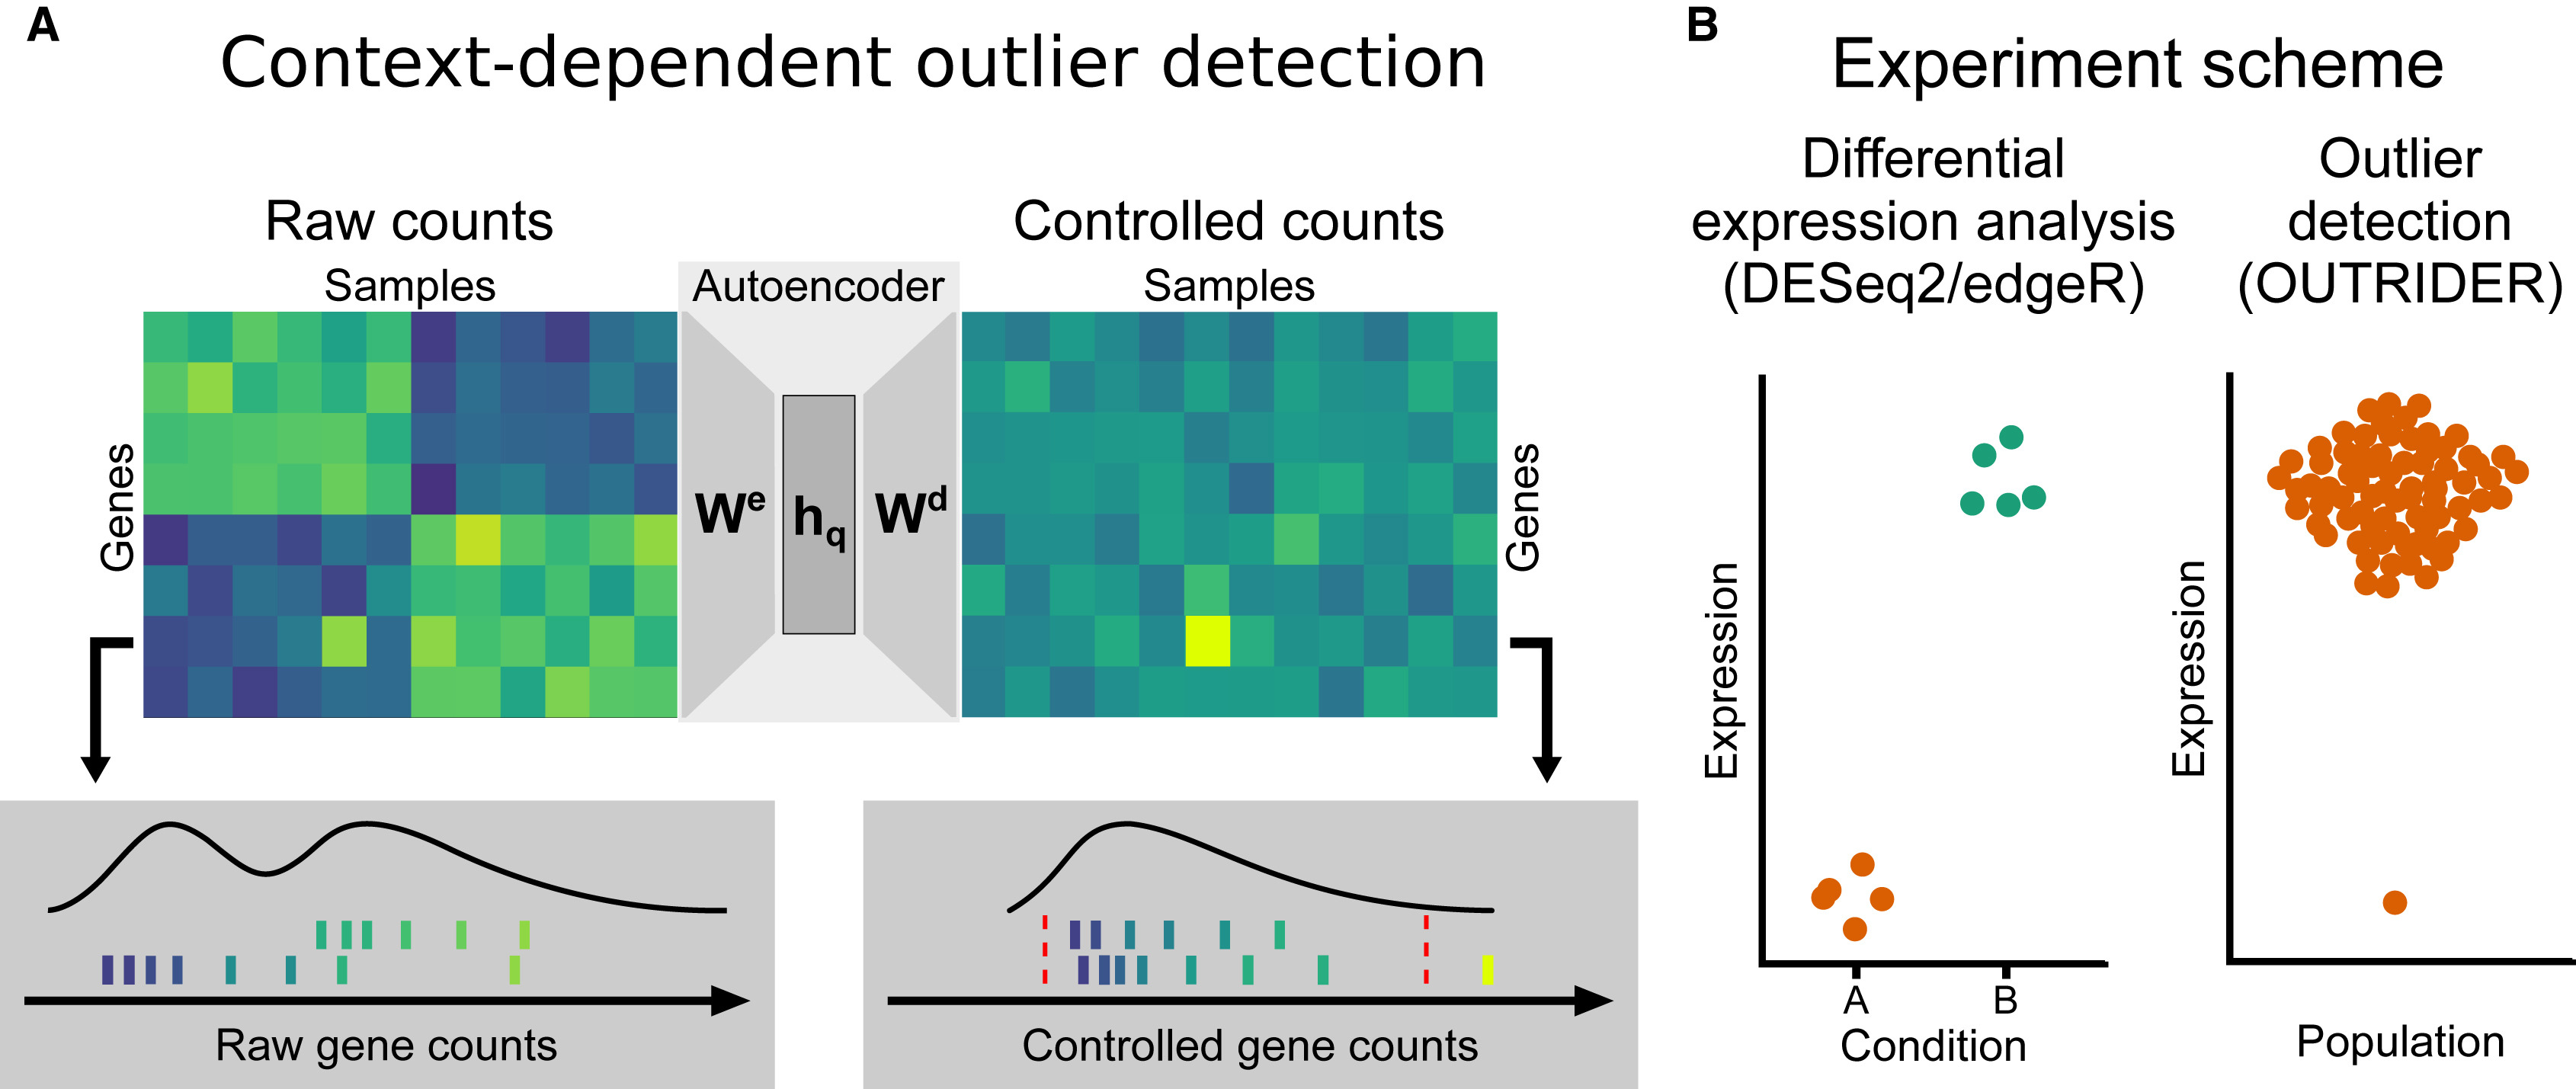 A
Context-dependent outlier detection
Raw counts
Samples
Genes
Autoencoder
Wᵉ
h_q
Wᵈ
Controlled counts
Samples
Genes
Raw gene counts
Controlled gene counts
B
Experiment scheme
Differential
expression analysis
(DESeq2/edgeR)
Expression
A
B
Condition
Outlier
detection
(OUTRIDER)
Expression
Population